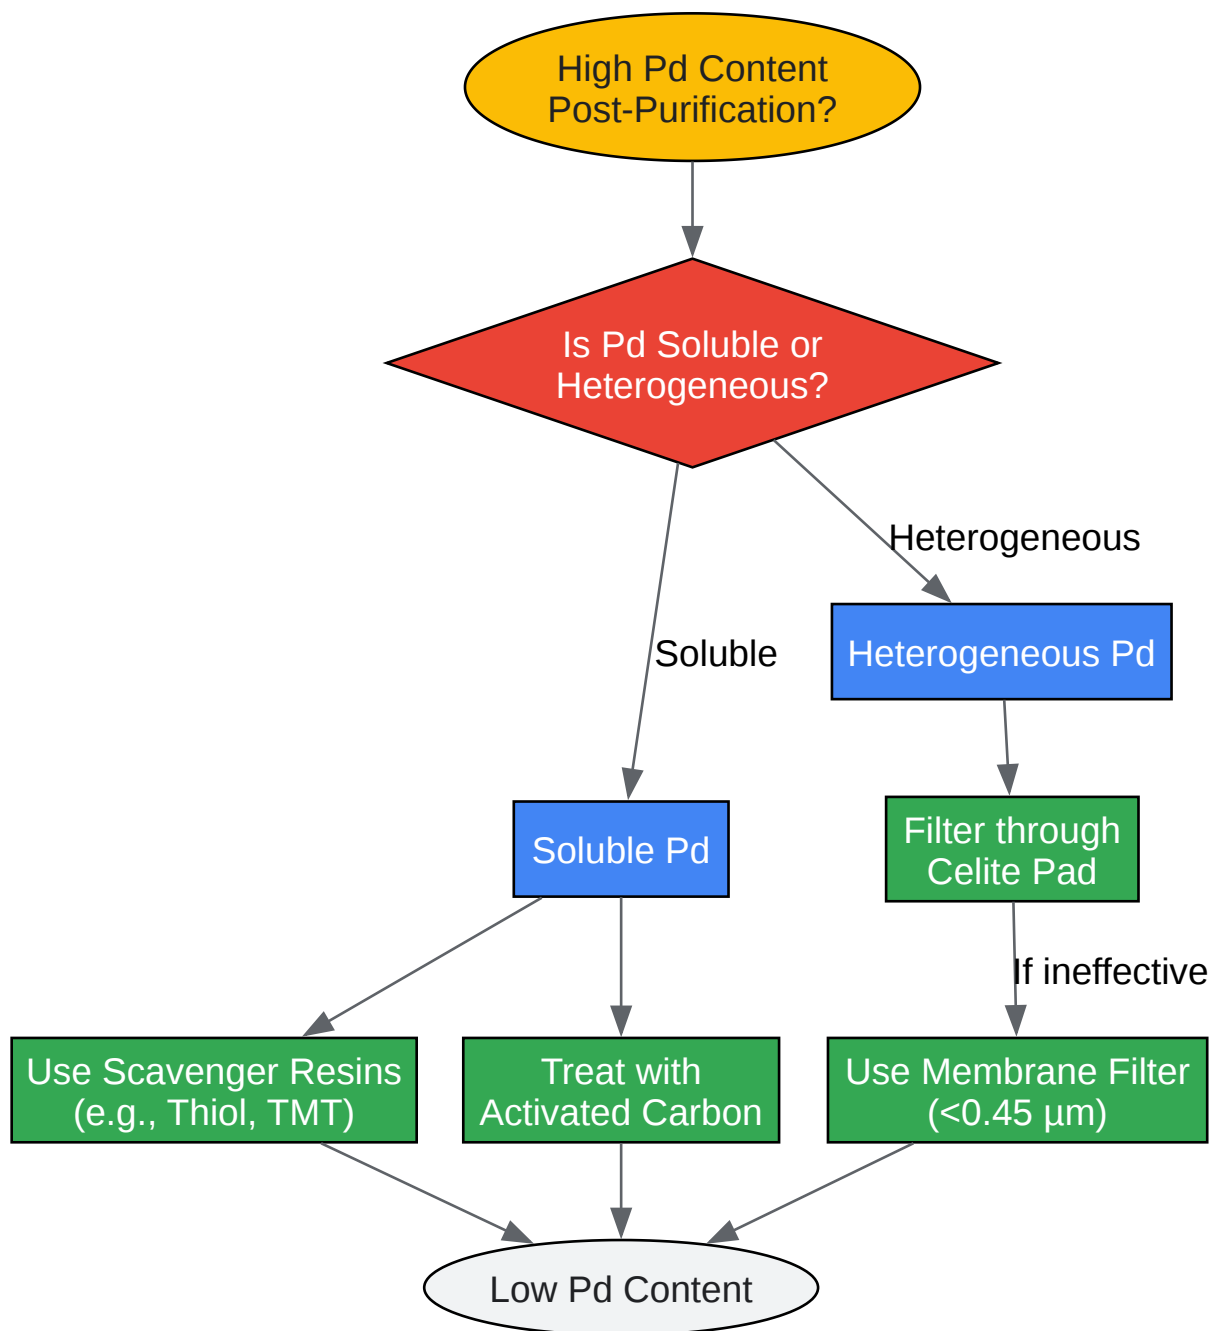 High Pd Content
Post-Purification?
Is Pd Soluble or
Heterogeneous?
Heterogeneous
Soluble
Heterogeneous Pd
Soluble Pd
Filter through
Celite Pad
If ineffective
Use Scavenger Resins
(e.g., Thiol, TMT)
Treat with
Activated Carbon
Use Membrane Filter
(<0.45 µm)
Low Pd Content